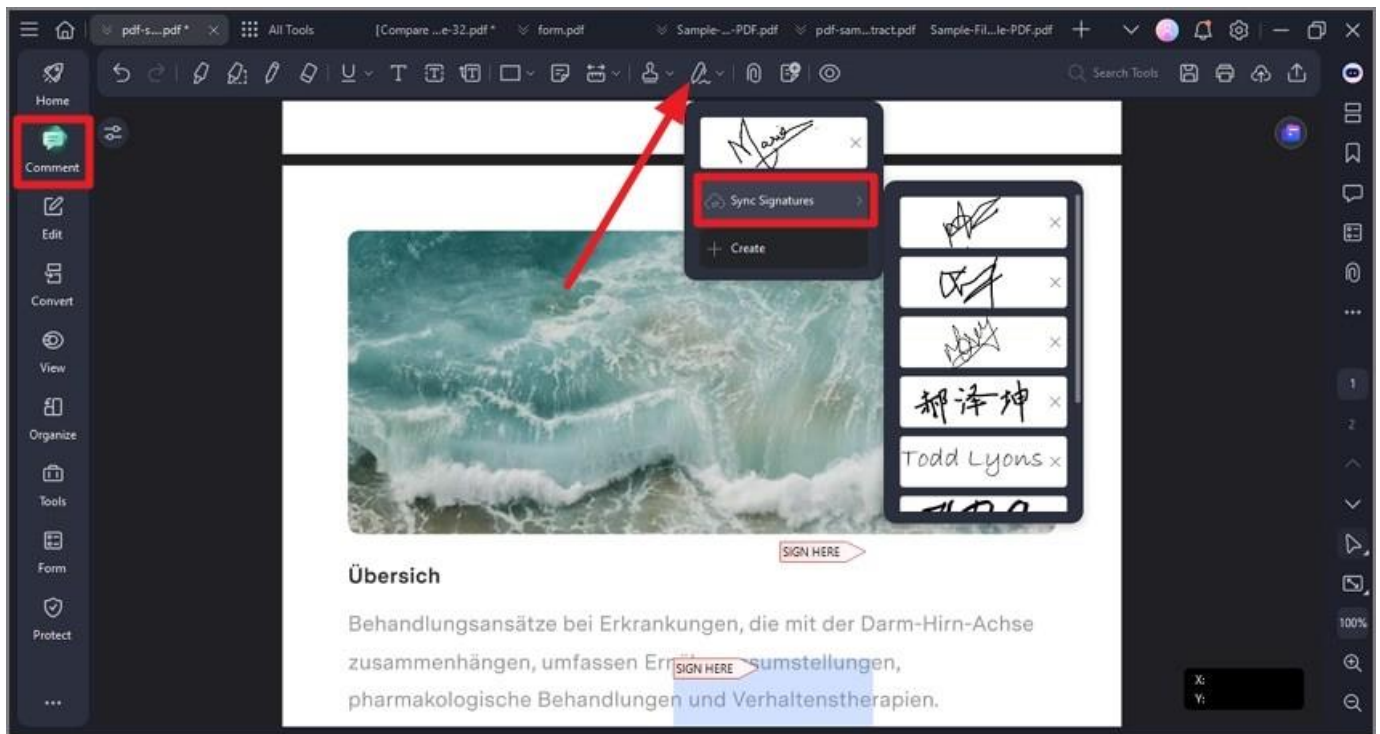 pdf-s....pdf *
All Tools
[Compare ...e-32.pdf *
form.pdf
Sample-...-PDF.pdf
pdf-sam...tract.pdf
Sample-Fil...le-PDF.pdf
Search Tools
Home
Comment
Edit
Convert
View
Organize
Tools
Form
Protect
Marie
Sync Signatures
Create
郝泽坤
Todd Lyons
SIGN HERE
Übersich
Behandlungsansätze bei Erkrankungen, die mit der Darm-Hirn-Achse
zusammenhängen, umfassen Er
SIGN HERE
sumstellungen,
pharmakologische Behandlungen und Verhaltenstherapien.
X:
Y:
1
2
100%